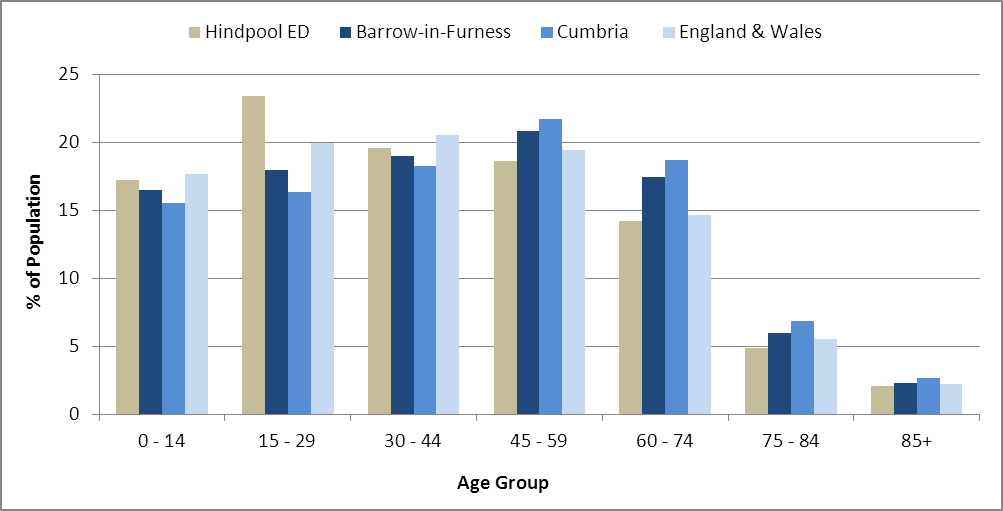 Hindpool ED Barrow-in-Furness Cumbria England & Wales
25
20
15
10
5
0
% of Population
0 - 14 15 - 29 30 - 44 45 - 59 60 - 74 75 - 84 85+
Age Group